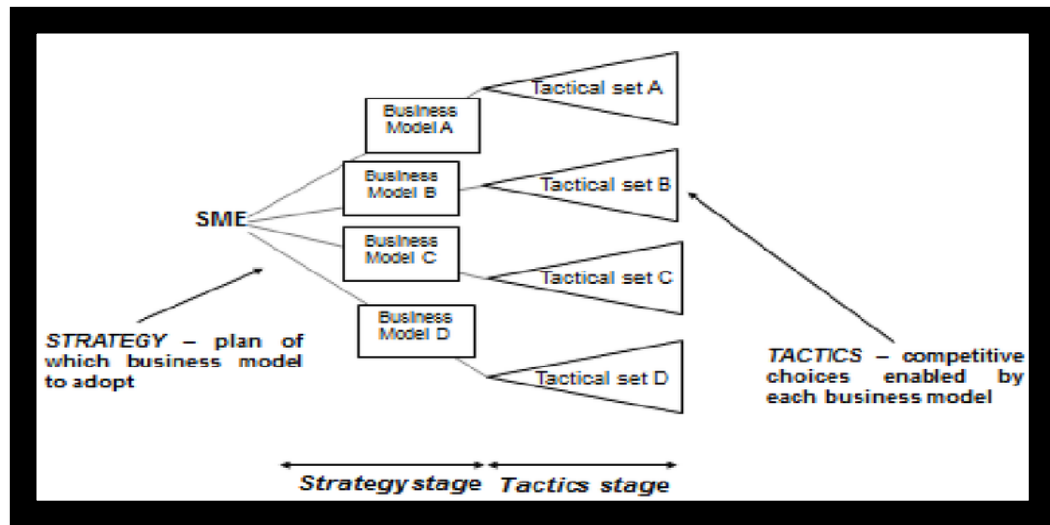 Tactical set A
Business
Model A
Business
Model B
Tactical set B
SME
Business
Model C
Tactical set C
Business
Model D
Tactical set D
STRATEGY – plan of
which business model
to adopt
TACTICS – competitive
choices enabled by
each business model
Strategy stage
Tactics stage